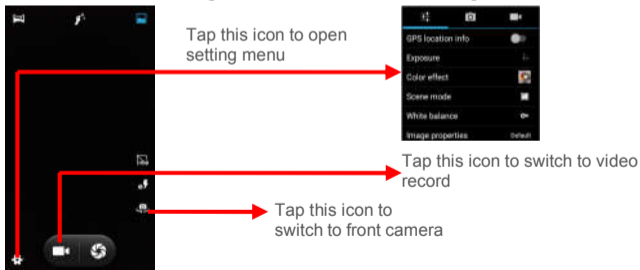 Tap this icon to open
setting menu
GPS location info
Exposure
Color effect
Scene mode
White balance
Image properties
Default
Tap this icon to switch to video
record
Tap this icon to
switch to front camera